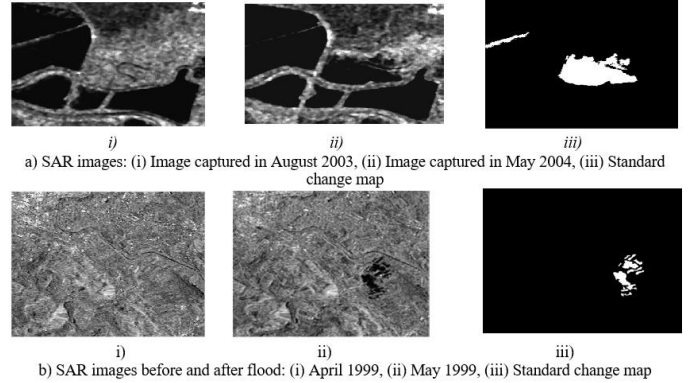 i)
ii)
iii)
a) SAR images: (i) Image captured in August 2003, (ii) Image captured in May 2004, (iii) Standard
change map
i)
ii)
iii)
b) SAR images before and after flood: (i) April 1999, (ii) May 1999, (iii) Standard change map